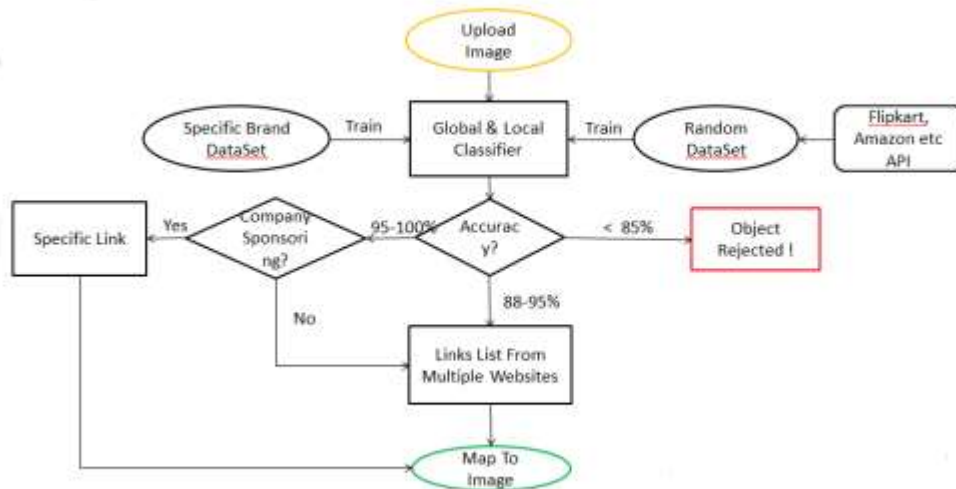 Upload
Image
Specific Brand
DataSet
Train
Global & Local
Classifier
Train
Random
DataSet
Flipkart,
Amazon etc
API
Specific Link
Yes
Company
Sponsori
ng?
95-100%
Accurac
y?
< 85%
Object
Rejected !
No
88-95%
Links List From
Multiple Websites
Map To
Image